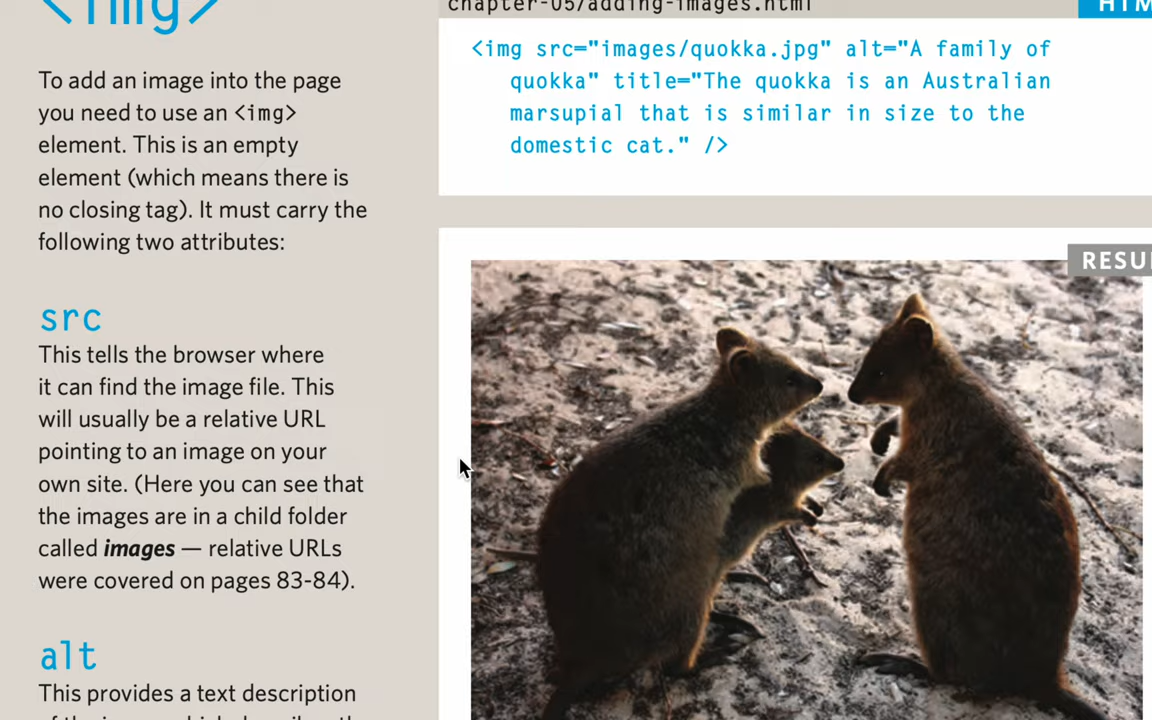 <img>
To add an image into the page
you need to use an <img>
element. This is an empty
element (which means there is
no closing tag). It must carry the
following two attributes:
src
This tells the browser where
it can find the image file. This
will usually be a relative URL
pointing to an image on your
own site. (Here you can see that
the images are in a child folder
called images — relative URLs
were covered on pages 83-84).
alt
This provides a text description
chapter-05/adding-images.html
<img src="images/quokka.jpg" alt="A family of
quokka" title="The quokka is an Australian
marsupial that is similar in size to the
domestic cat." />